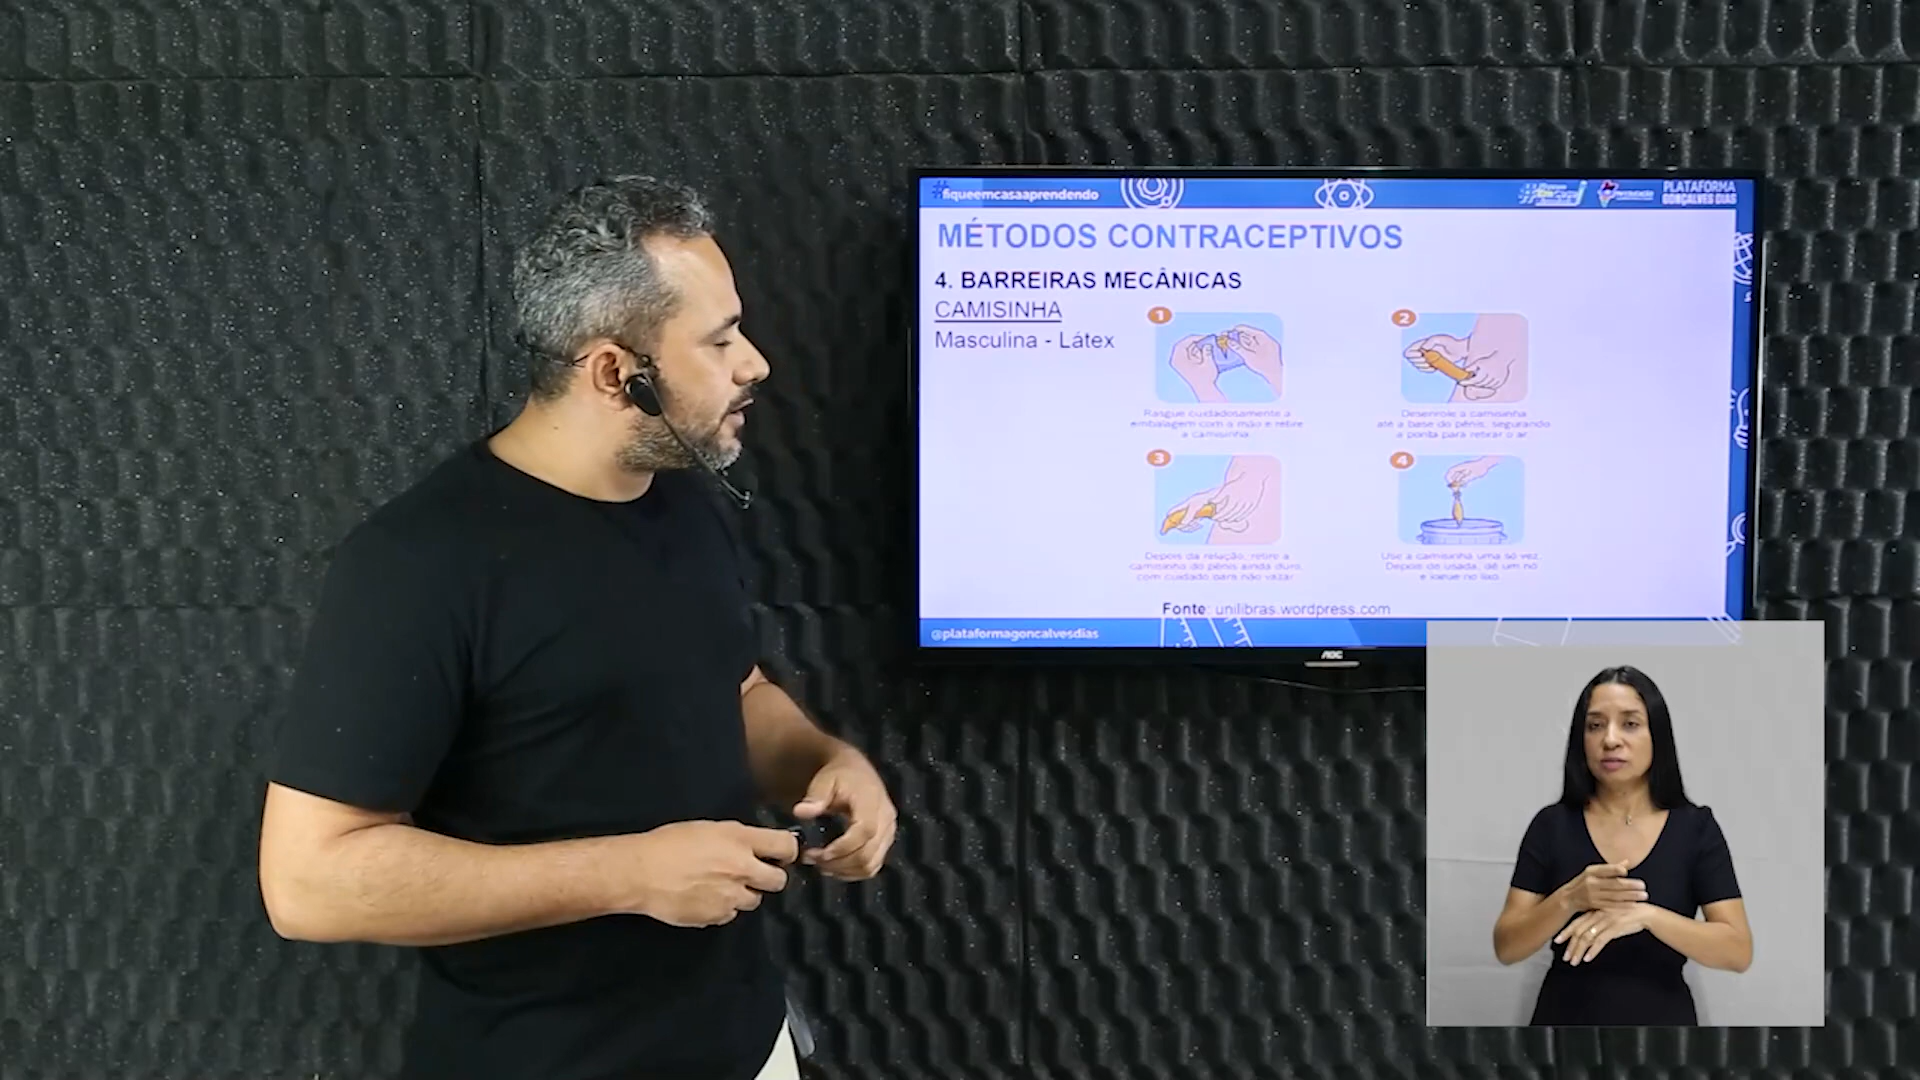 #fiqueemcasaaprendendo
PLATAFORMA
GONÇALVES DIAS
MÉTODOS CONTRACEPTIVOS
4. BARREIRAS MECÂNICAS
CAMISINHA
Masculina - Látex
1
2
Rasgue cuidadosamente a
embalagem com a mão e retire
a camisinha.
Desenrole a camisinha
até a base do pênis, segurando
a ponta para retirar o ar.
3
4
Depois da relação, retire a
camisinha do pênis ainda duro,
com cuidado para não vazar.
Use a camisinha uma só vez.
Depois de usada, dê um nó
e jogue no lixo.
Fonte: unilibras.wordpress.com
@plataformagoncalvesdias
AOC